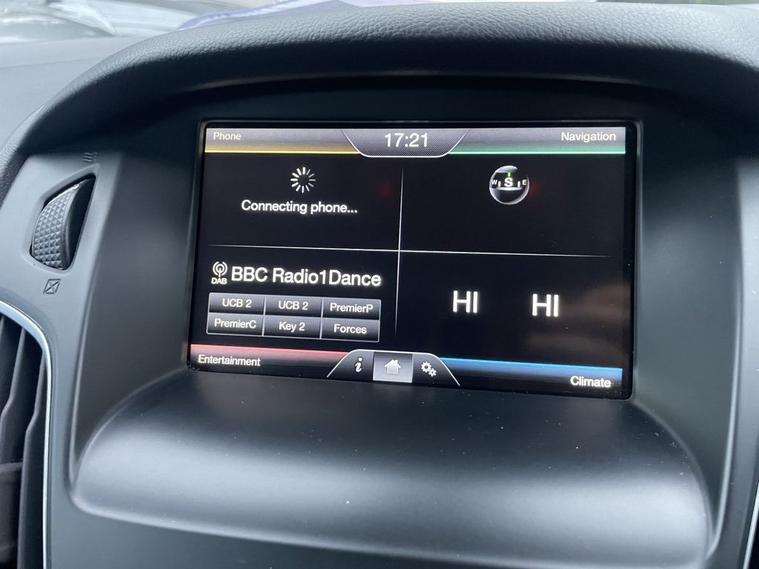 Phone
17:21
Navigation
Connecting phone...
W S E
DAB BBC Radio1Dance
UCB 2 UCB 2 PremierP
PremierC Key 2 Forces
HI HI
Entertainment
i
Climate